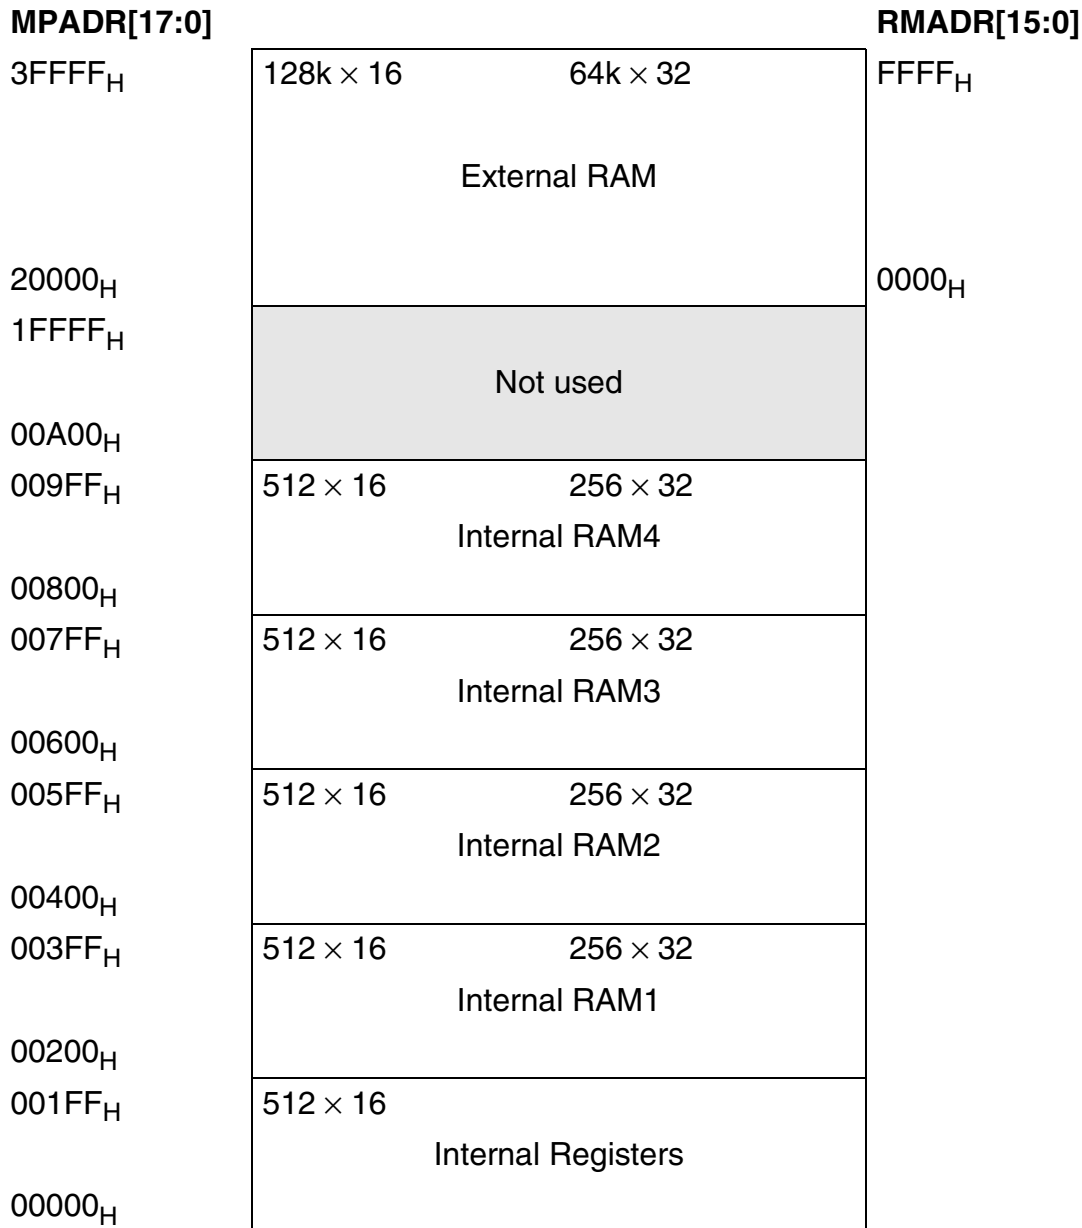 MPADR[17:0] RMADR[15:0]
3FFFFH 128k × 16 64k × 32 FFFFH
External RAM
20000H 0000H
1FFFFH
Not used
00A00H
009FFH 512 × 16 256 × 32
Internal RAM4
00800H
007FFH 512 × 16 256 × 32
Internal RAM3
00600H
005FFH 512 × 16 256 × 32
Internal RAM2
00400H
003FFH 512 × 16 256 × 32
Internal RAM1
00200H
001FFH 512 × 16
Internal Registers
00000H